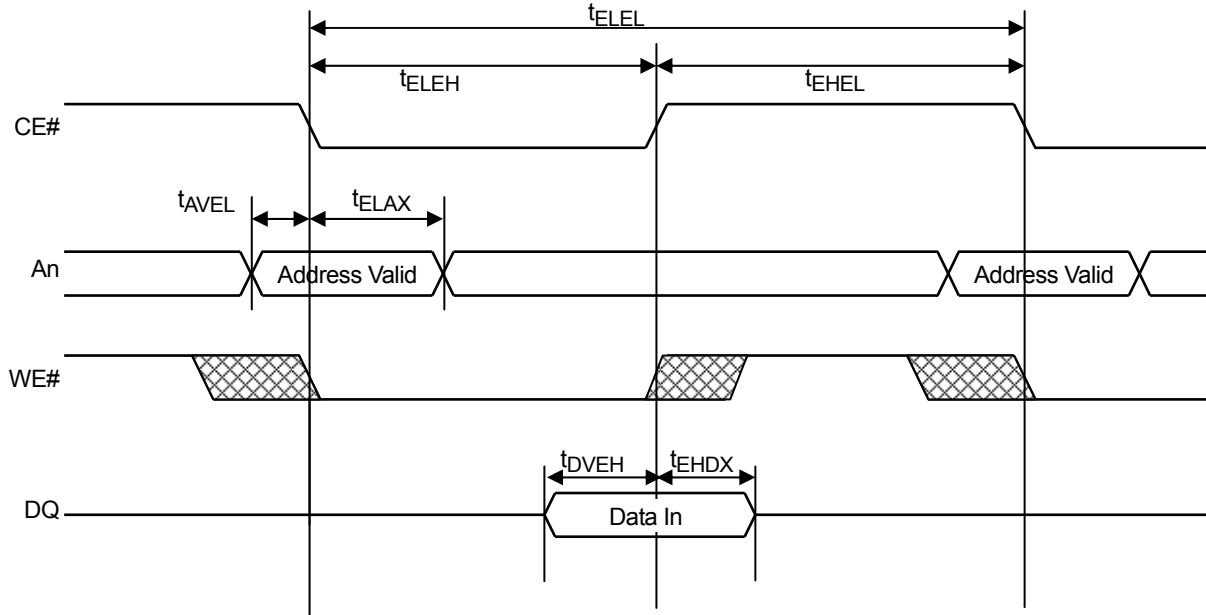 tELEL
tELEH
tEHEL
CE#
tAVEL
tELAX
An
Address Valid
Address Valid
WE#
tDVEH
tEHDX
DQ
Data In